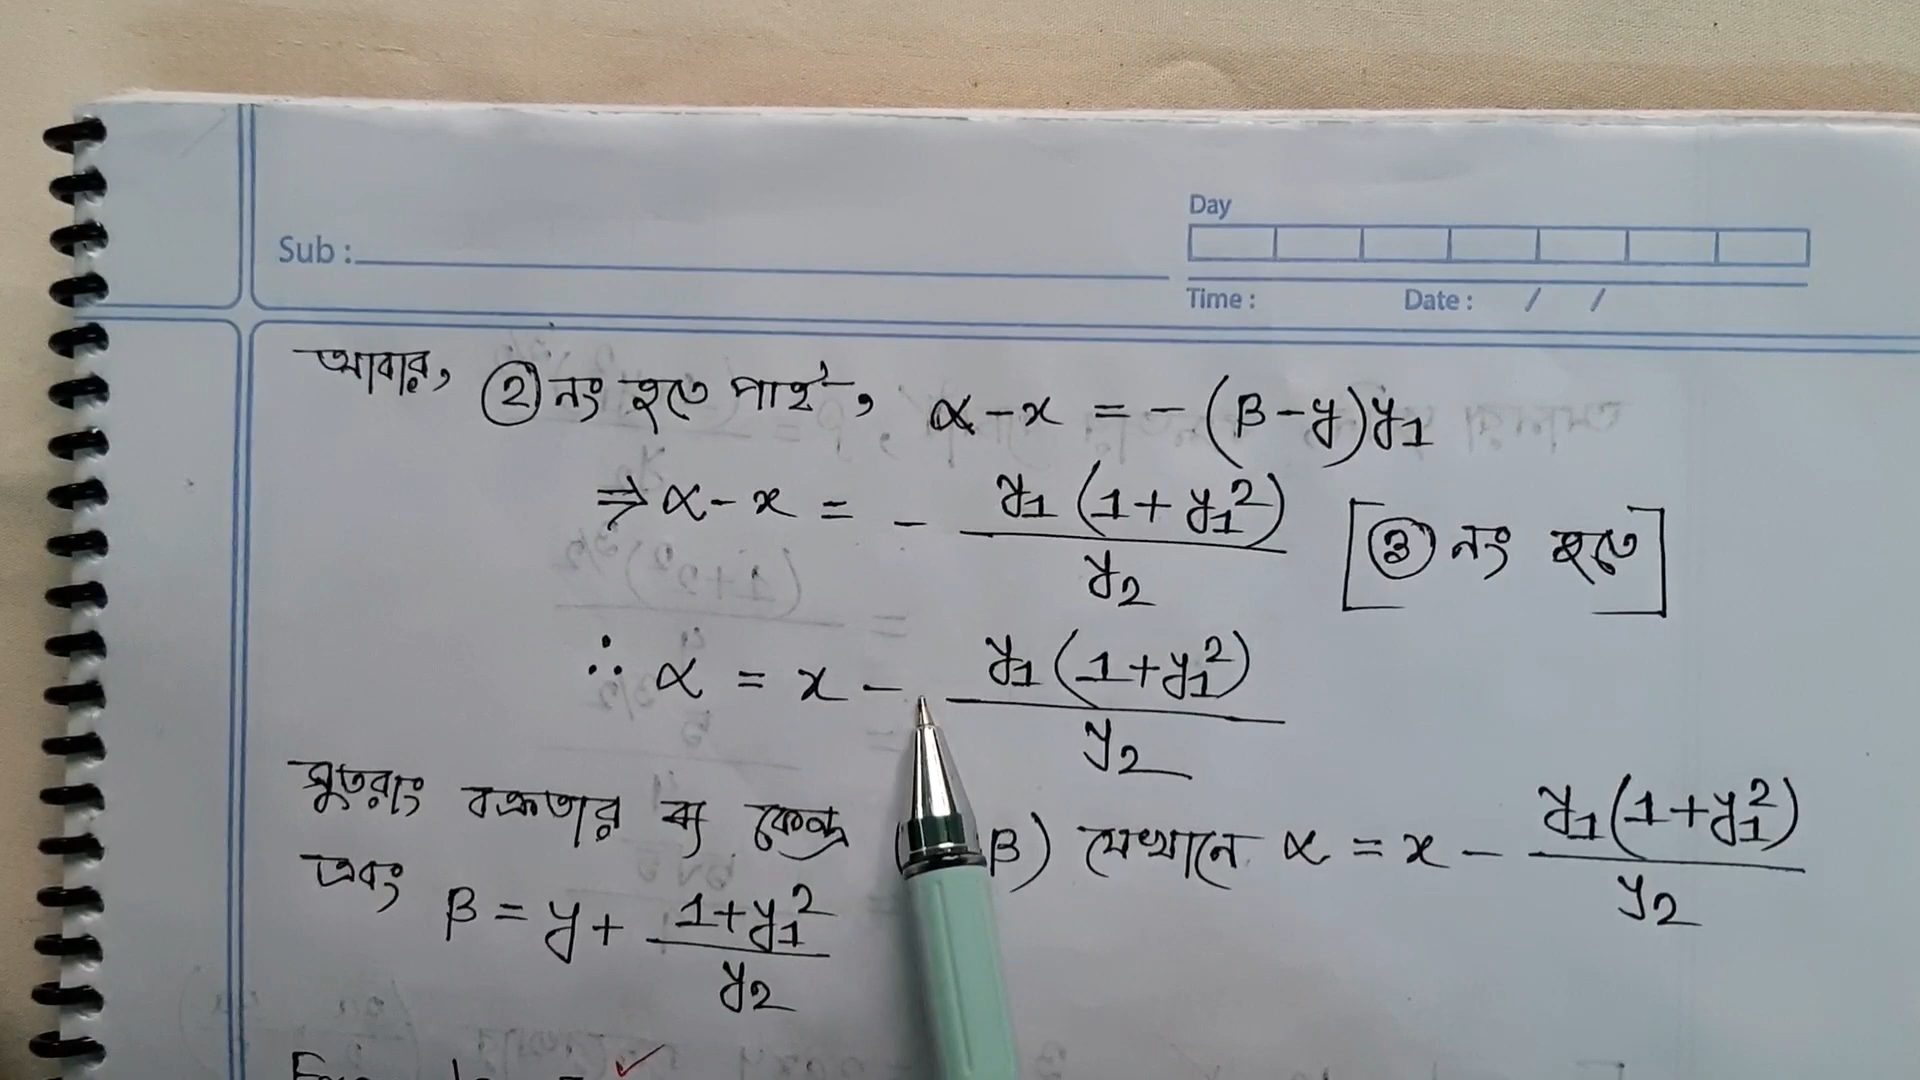 Day
Sub :
Time : Date : / /
আবার, ② নং হতে পাই, α - x = - (β - y)y₁
⇒ α - x = - y₁(1 + y₁²) / y₂ [③ নং হতে]
∴ α = x - y₁(1 + y₁²) / y₂
সুতরাং বক্রতার কেন্দ্র ( β) যেখানে α = x - y₁(1 + y₁²) / y₂
এবং β = y + 1 + y₁² / y₂